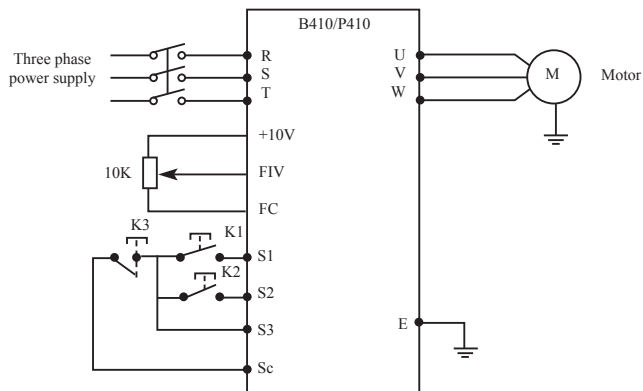 B410/P410
Three phase
power supply
R
S
T
U
V
W
M
Motor
+10V
10K
FIV
FC
K3
K1
S1
K2
S2
S3
E
Sc